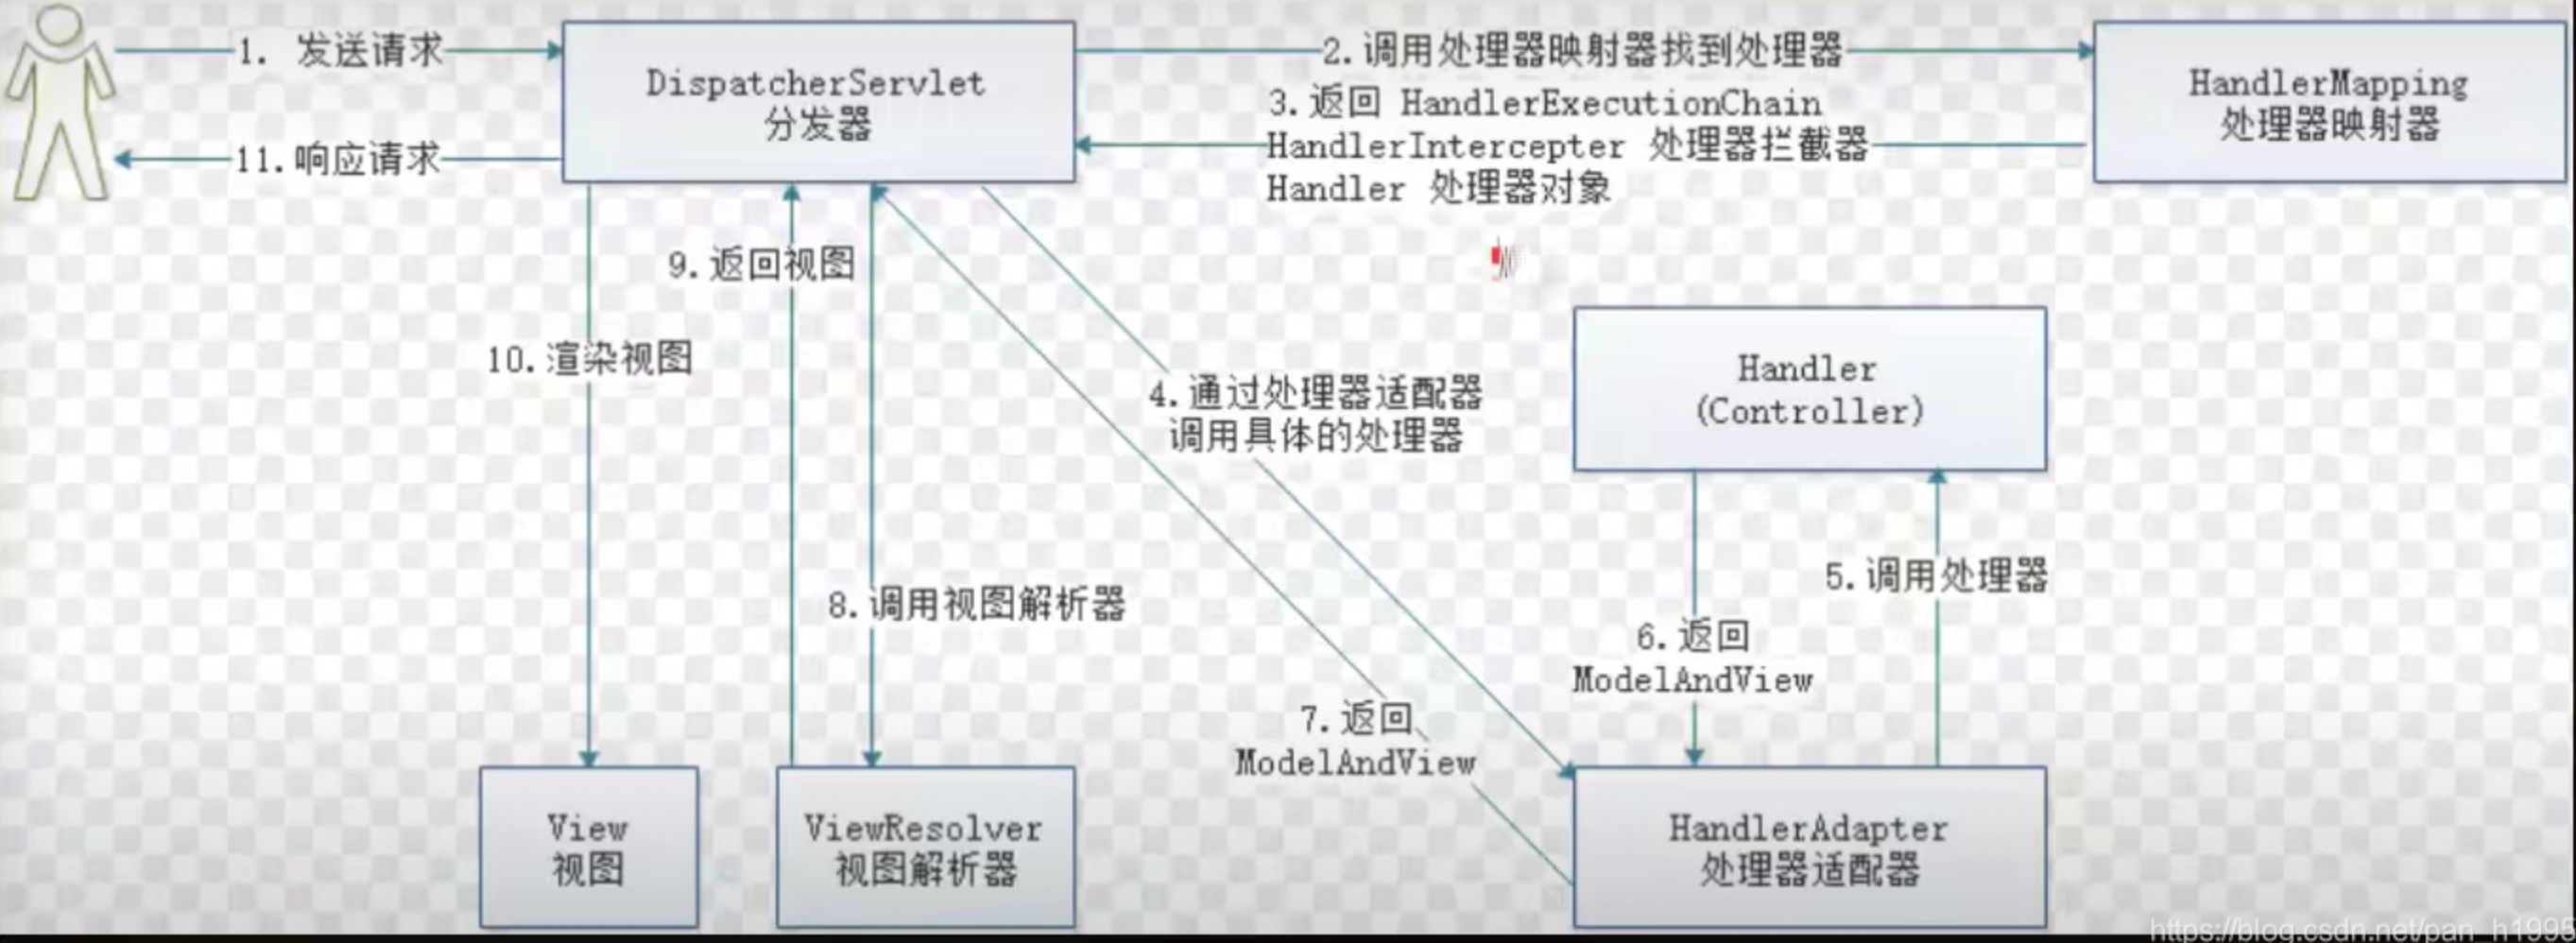 1. 发送请求
DispatcherServlet
分发器
2.调用处理器映射器找到处理器
HandlerMapping
处理器映射器
3.返回 HandlerExecutionChain
HandlerIntercepter 处理器拦截器
Handler 处理器对象
11.响应请求
9.返回视图
10.渲染视图
4.通过处理器适配器
调用具体的处理器
Handler
(Controller)
8.调用视图解析器
5.调用处理器
6.返回
ModelAndView
7.返回
ModelAndView
View
视图
ViewResolver
视图解析器
HandlerAdapter
处理器适配器
https://blog.csdn.net/pan_h1995